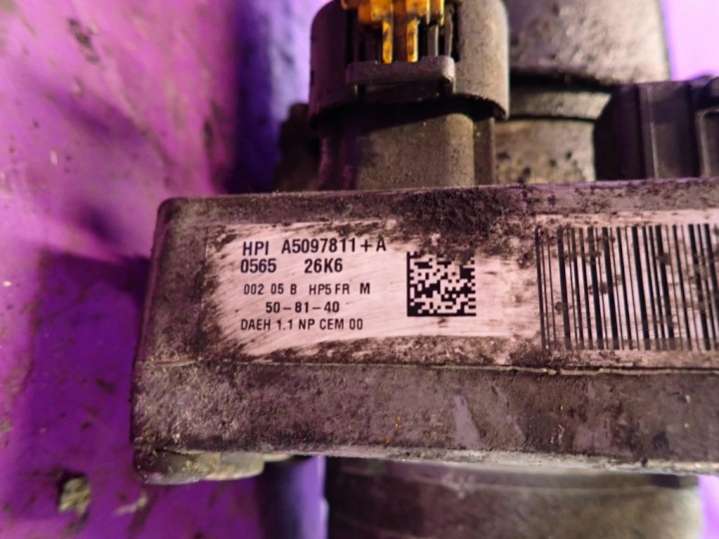 HPI A5097811+A
0565 26K6
002 05 B HP5 FR M
50-81-40
DAEH 1.1 NP CEM 00